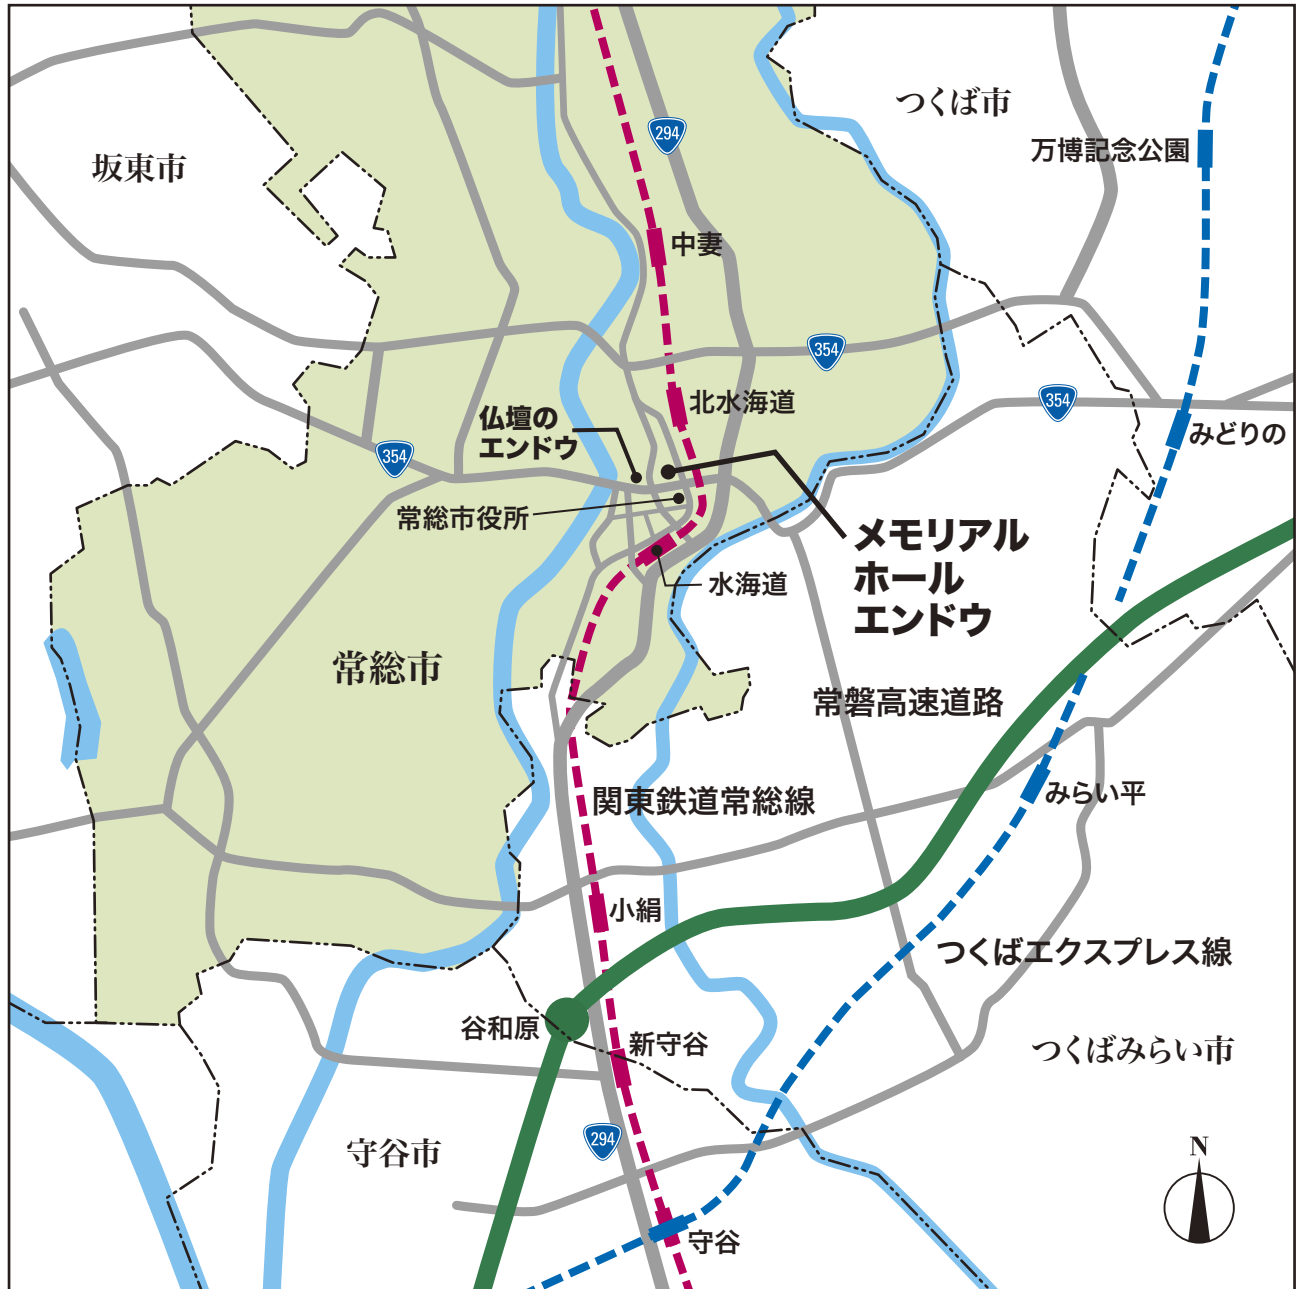 つくば市
294
万博記念公園
坂東市
中妻
354
北水海道
354
仏壇の
エンドウ
みどりの
354
常総市役所
メモリアル
ホール
エンドウ
水海道
常総市
常磐高速道路
関東鉄道常総線
みらい平
小絹
つくばエクスプレス線
谷和原
新守谷
つくばみらい市
294
守谷市
N
守谷